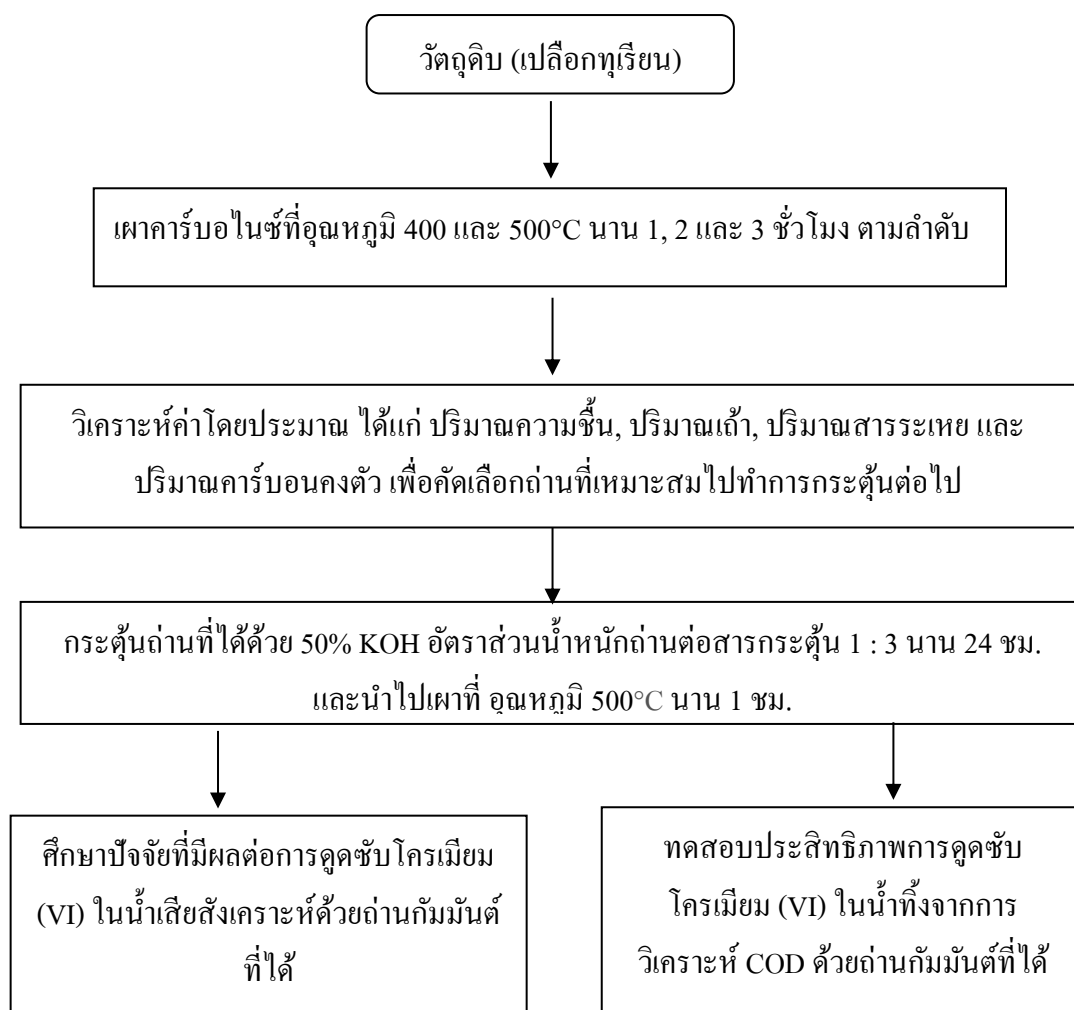 วัตถุดิบ (เปลือกทุเรียน)
เผาคาร์บอไนซ์ที่อุณหภูมิ 400 และ 500°C นาน 1, 2 และ 3 ชั่วโมง ตามลำดับ
วิเคราะห์ค่าโดยประมาณ ได้แก่ ปริมาณความชื้น, ปริมาณเถ้า, ปริมาณสารระเหย และ
ปริมาณคาร์บอนคงตัว เพื่อคัดเลือกถ่านที่เหมาะสมไปทำการกระตุ้นต่อไป
กระตุ้นถ่านที่ได้ด้วย 50% KOH อัตราส่วนน้ำหนักถ่านต่อสารกระตุ้น 1 : 3 นาน 24 ชม.
และนำไปเผาที่ อุณหภูมิ 500°C นาน 1 ชม.
ศึกษาปัจจัยที่มีผลต่อการดูดซับโครเมียม
(VI) ในน้ำเสียสังเคราะห์ด้วยถ่านกัมมันต์
ที่ได้
ทดสอบประสิทธิภาพการดูดซับ
โครเมียม (VI) ในน้ำทิ้งจากการ
วิเคราะห์ COD ด้วยถ่านกัมมันต์ที่ได้